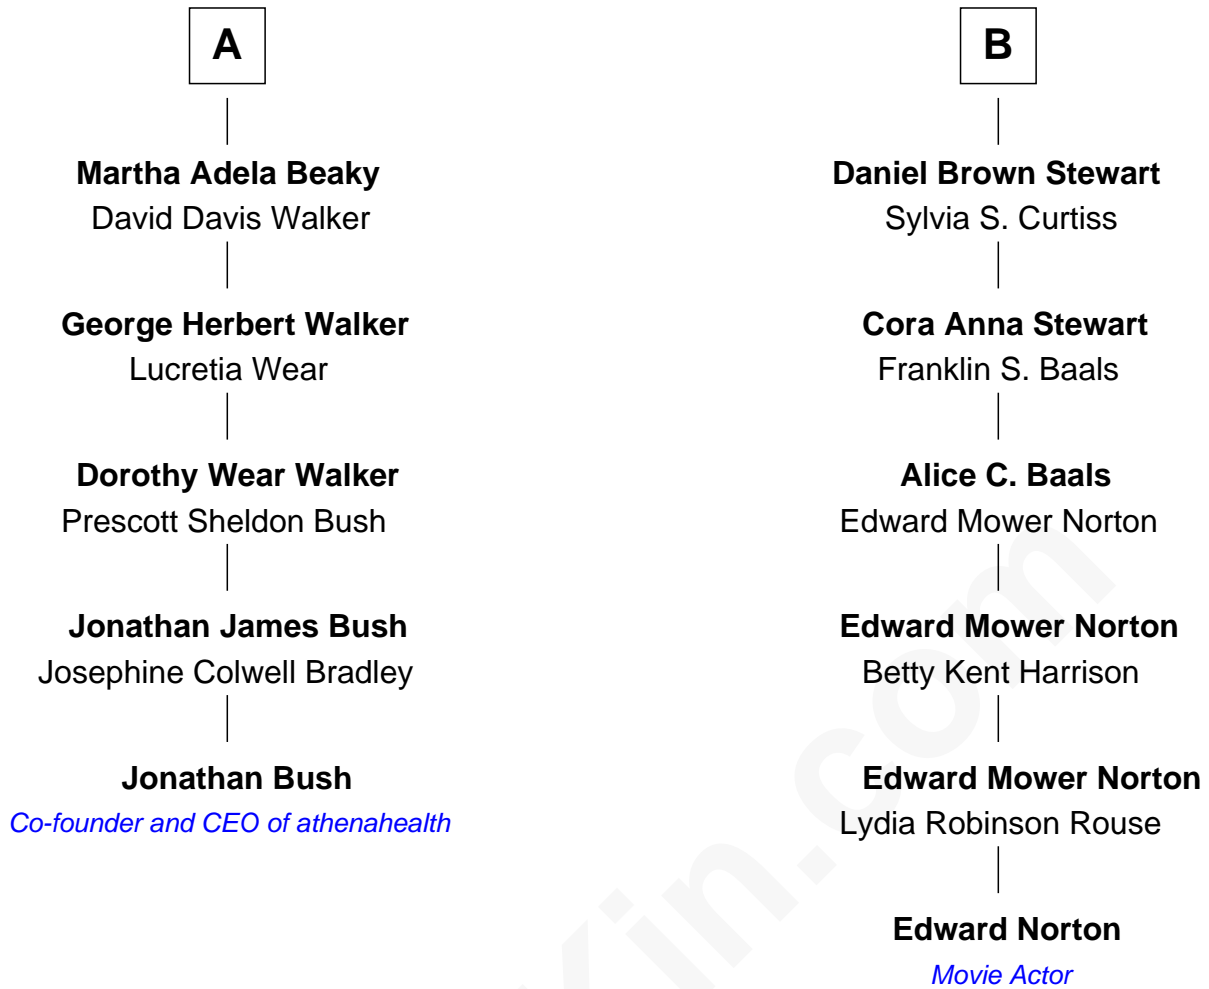 A
Martha Adela Beaky
David Davis Walker
George Herbert Walker
Lucretia Wear
Dorothy Wear Walker
Prescott Sheldon Bush
Jonathan James Bush
Josephine Colwell Bradley
Jonathan Bush
Co-founder and CEO of athenahealth
B
Daniel Brown Stewart
Sylvia S. Curtiss
Cora Anna Stewart
Franklin S. Baals
Alice C. Baals
Edward Mower Norton
Edward Mower Norton
Betty Kent Harrison
Edward Mower Norton
Lydia Robinson Rouse
Edward Norton
Movie Actor
Kin.com